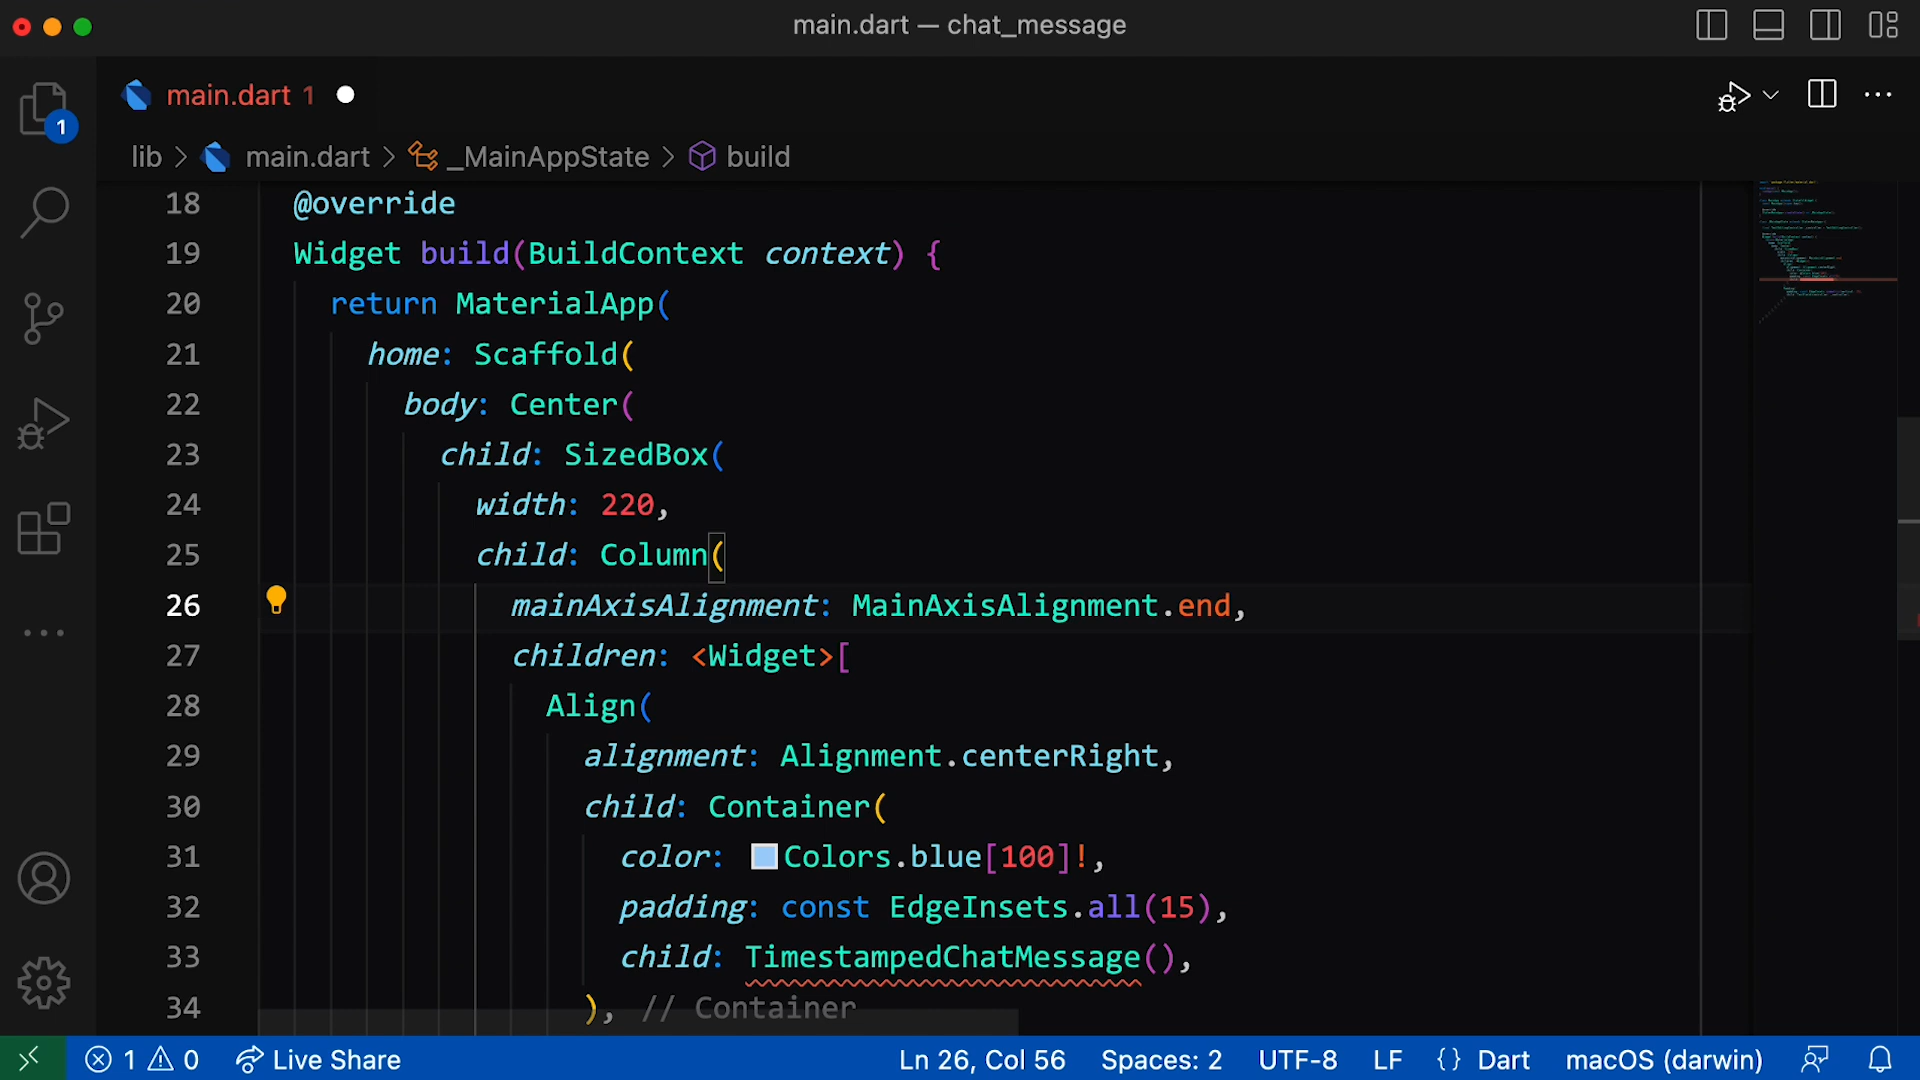 main.dart — chat_message
main.dart 1
lib > main.dart > _MainAppState > build
1
18 @override
19 Widget build(BuildContext context) {
20 return MaterialApp(
21 home: Scaffold(
22 body: Center(
23 child: SizedBox(
24 width: 220,
25 child: Column(
26 mainAxisAlignment: MainAxisAlignment.end,
27 children: <Widget>[
28 Align(
29 alignment: Alignment.centerRight,
30 child: Container(
31 color: Colors.blue[100]!,
32 padding: const EdgeInsets.all(15),
33 child: TimestampedChatMessage(),
34 ), // Container
1 0 Live Share Ln 26, Col 56 Spaces: 2 UTF-8 LF {} Dart macOS (darwin)